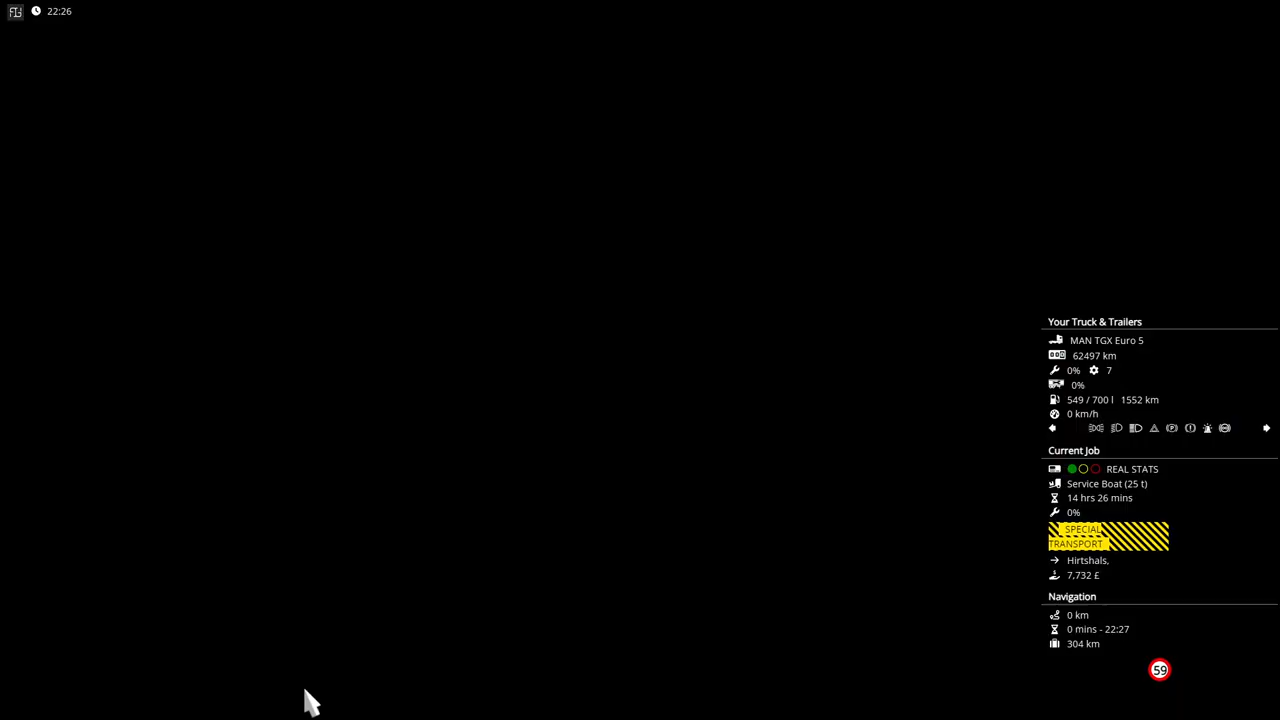 22:26
Your Truck & Trailers
MAN TGX Euro 5
62497 km
0% 7
0%
549 / 700 l 1552 km
0 km/h
Current Job
REAL STATS
Service Boat (25 t)
14 hrs 26 mins
0%
SPECIAL
TRANSPORT
Hirtshals,
7,732 £
Navigation
0 km
0 mins - 22:27
304 km
59